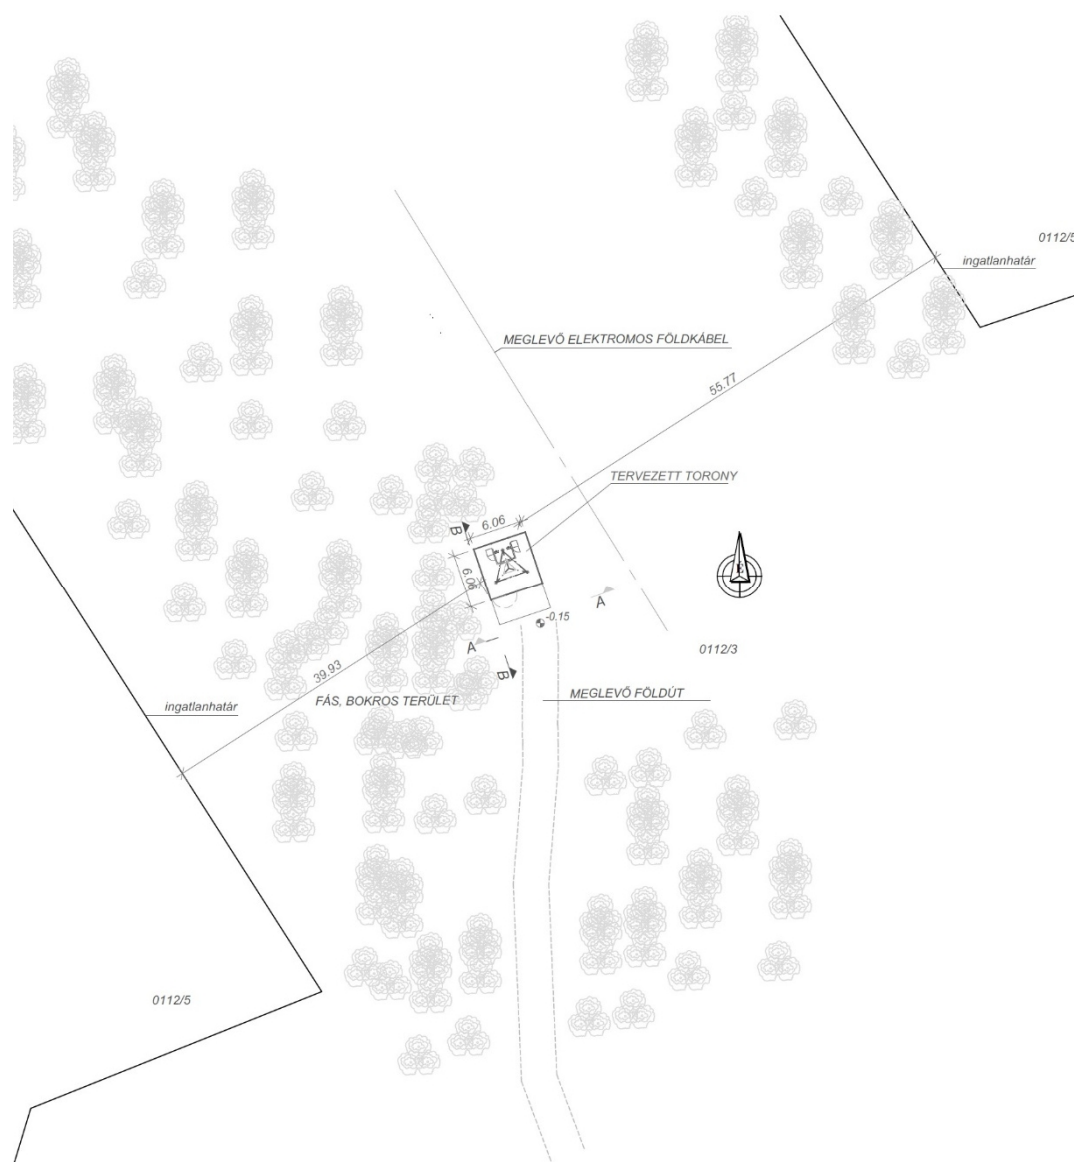 0112/5
ingatlanhatár
MEGLEVŐ ELEKTROMOS FÖLDKÁBEL
55.77
TERVEZETT TORONY
B
6.06
6.06
É
A
-0.15
A
0112/3
B
39.93
FÁS, BOKROS TERÜLET
MEGLEVŐ FÖLDÚT
ingatlanhatár
0112/5